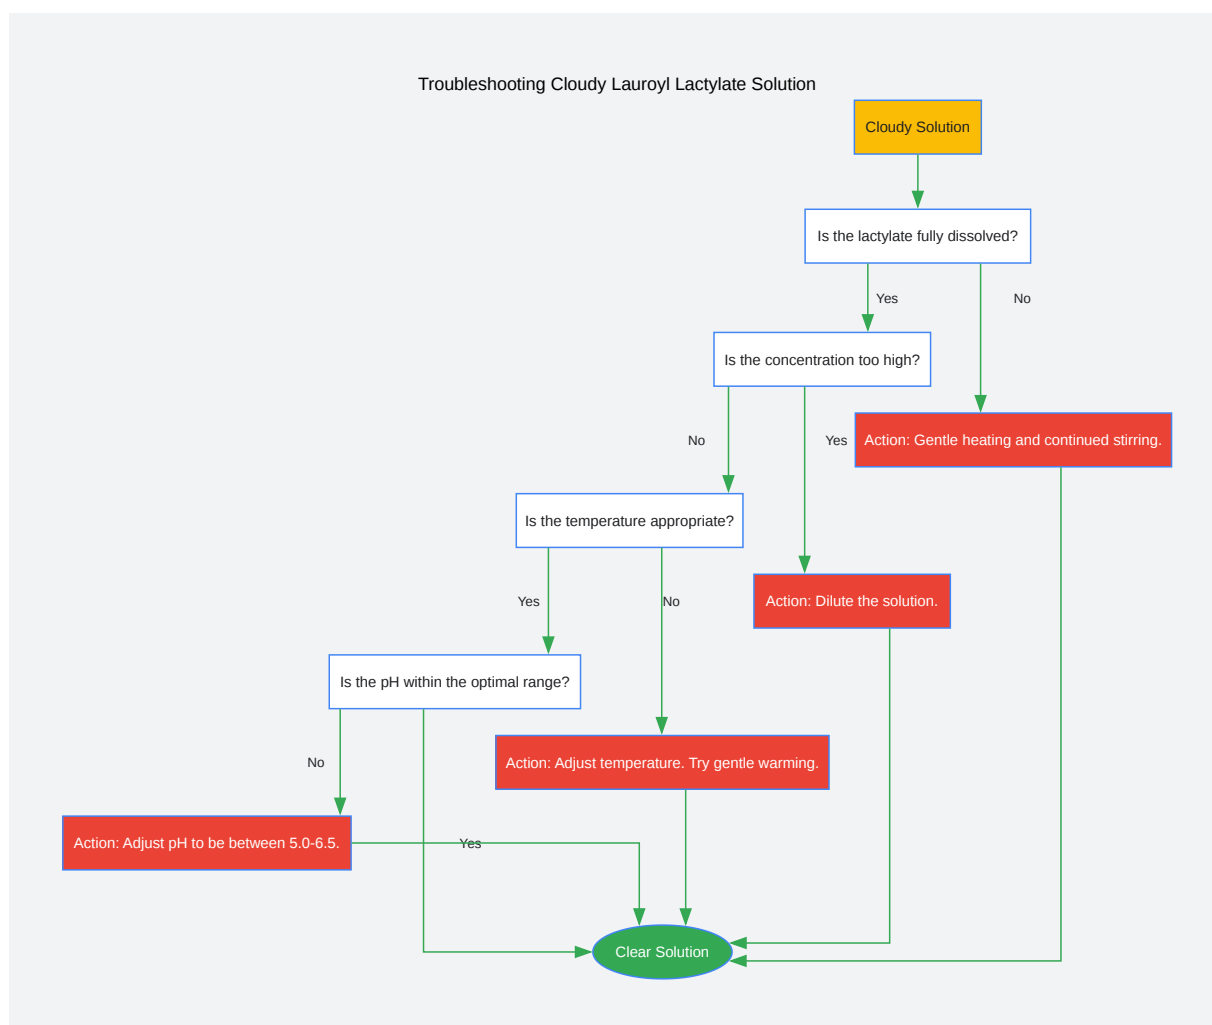 Troubleshooting Cloudy Lauroyl Lactylate Solution
Cloudy Solution
Is the lactylate fully dissolved?
Yes
No
Is the concentration too high?
No
Yes
Action: Gentle heating and continued stirring.
Is the temperature appropriate?
Yes
No
Action: Dilute the solution.
Is the pH within the optimal range?
No
Action: Adjust temperature. Try gentle warming.
Action: Adjust pH to be between 5.0-6.5.
Yes
Clear Solution